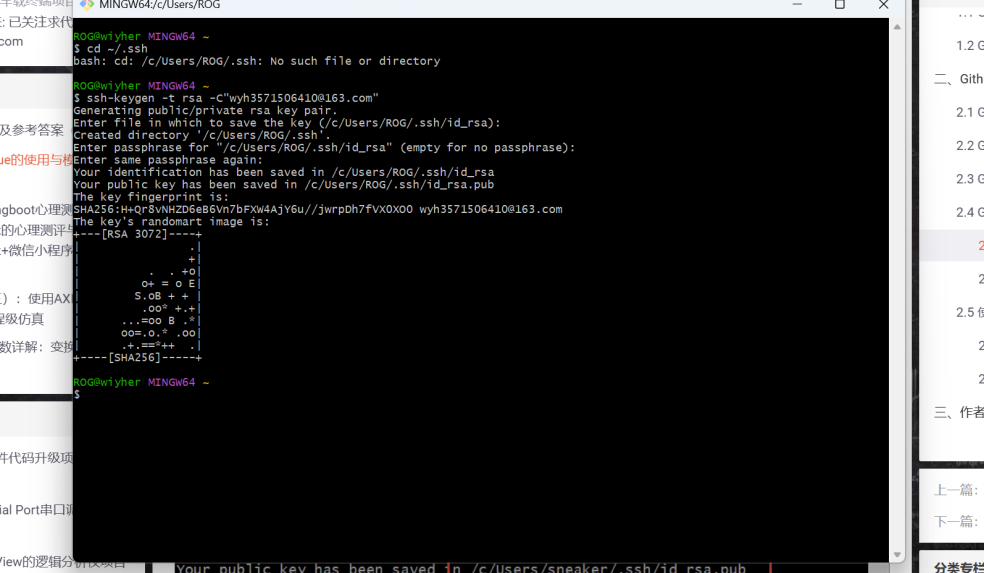 MINGW64:/c/Users/ROG
ROG@wiyher MINGW64 ~
$ cd ~/.ssh
bash: cd: /c/Users/ROG/.ssh: No such file or directory
ROG@wiyher MINGW64 ~
$ ssh-keygen -t rsa -C"wyh3571506410@163.com"
Generating public/private rsa key pair.
Enter file in which to save the key (/c/Users/ROG/.ssh/id_rsa):
Created directory '/c/Users/ROG/.ssh'.
Enter passphrase for "/c/Users/ROG/.ssh/id_rsa" (empty for no passphrase):
Enter same passphrase again:
Your identification has been saved in /c/Users/ROG/.ssh/id_rsa
Your public key has been saved in /c/Users/ROG/.ssh/id_rsa.pub
The key fingerprint is:
SHA256:H+Qr8vNHZD6eB6Vn7bFXW4AjY6u//jwrpDh7fVX0XO0 wyh3571506410@163.com
The key's randomart image is:
+---[RSA 3072]----+
|                .|
|                +|
|          .  . +o|
|         o+ = o E|
|        S.oB + + |
|         .oo* +.+|
|      ...=oo B .*|
|      oo=.o.* .oo|
|      .+.==*++  .|
+----[SHA256]-----+
ROG@wiyher MINGW64 ~
$
: 已关注求代
com
及参考答案
ue的使用与模
ngboot心理测
的心理测评与
+微信小程序
）：使用AXI
程级仿真
数详解：变换
件代码升级项
ial Port串口调
View的逻辑分析仪项目
Your public key has been saved in /c/Users/sneaker/.ssh/id_rsa.pub
1.1 G
1.2 G
二、Gith
2.1 G
2.2 G
2.3 G
2.4 G
2
2
2.5 使
2
2
三、作者
上一篇：
下一篇：
分类专栏